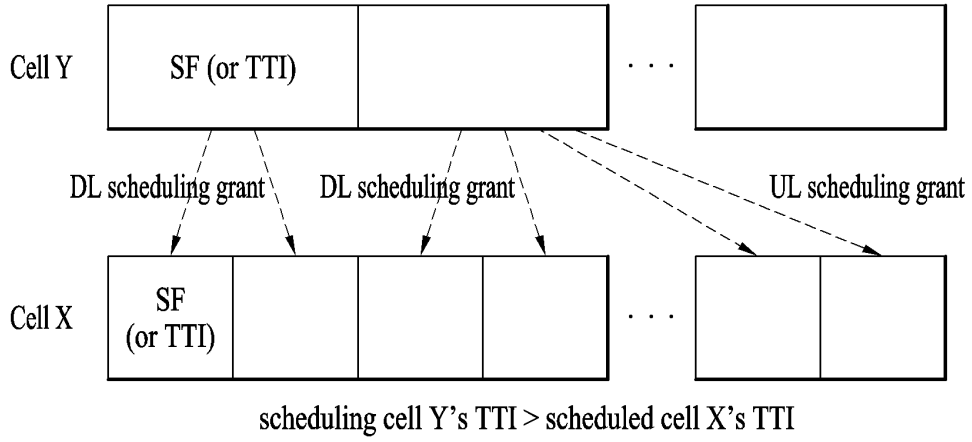 Cell Y
SF (or TTI)
. . .
DL scheduling grant
DL scheduling grant
UL scheduling grant
Cell X
SF
(or TTI)
. . .
scheduling cell Y's TTI > scheduled cell X's TTI